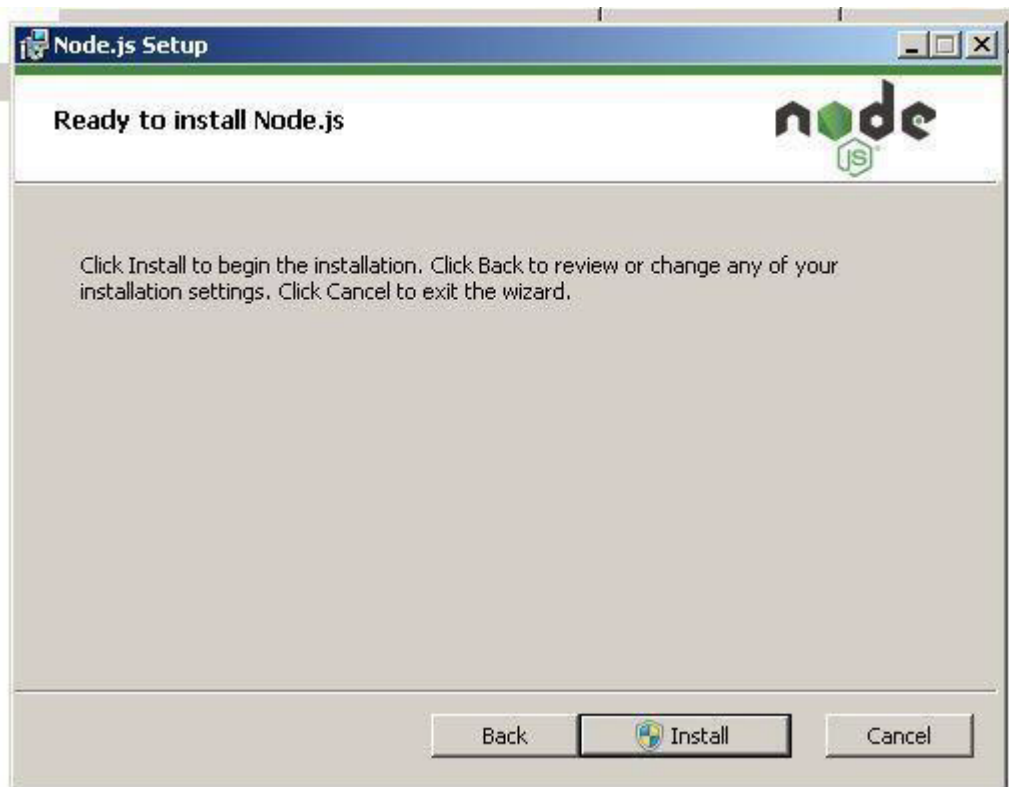 Node.js Setup
Ready to install Node.js
node
JS
Click Install to begin the installation. Click Back to review or change any of your
installation settings. Click Cancel to exit the wizard.
Back
Install
Cancel